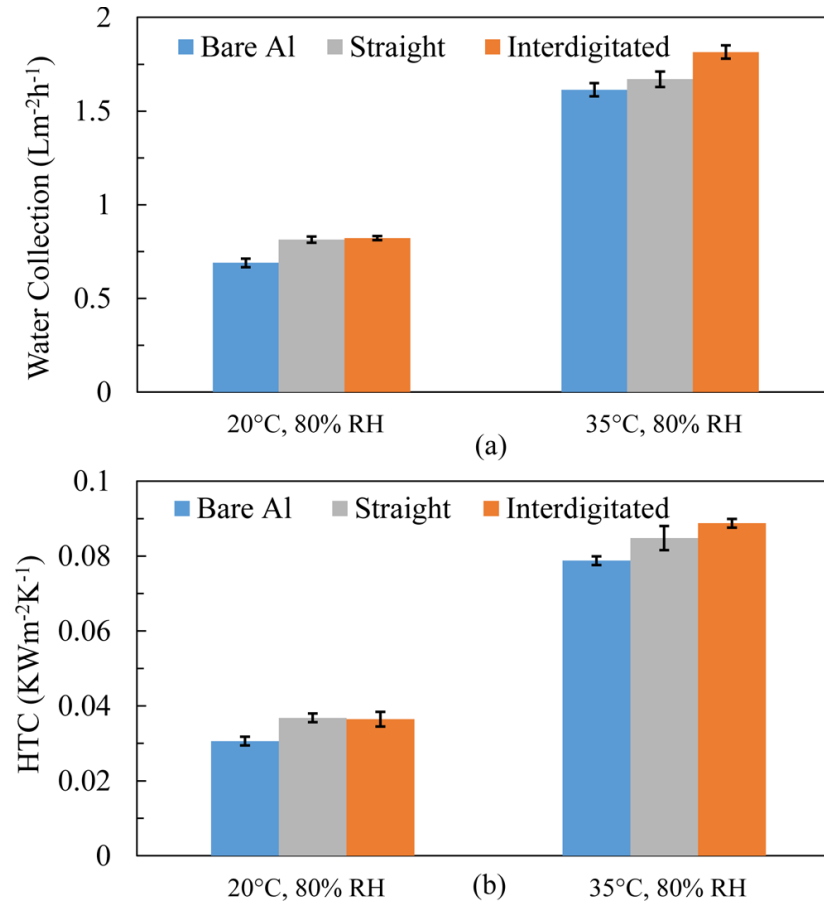 Water Collection (Lm⁻²h⁻¹)
2
1.5
1
0.5
0
Bare Al Straight Interdigitated
20°C, 80% RH 35°C, 80% RH
(a)
HTC (KWm⁻²K⁻¹)
0.1
0.08
0.06
0.04
0.02
0
Bare Al Straight Interdigitated
20°C, 80% RH (b) 35°C, 80% RH